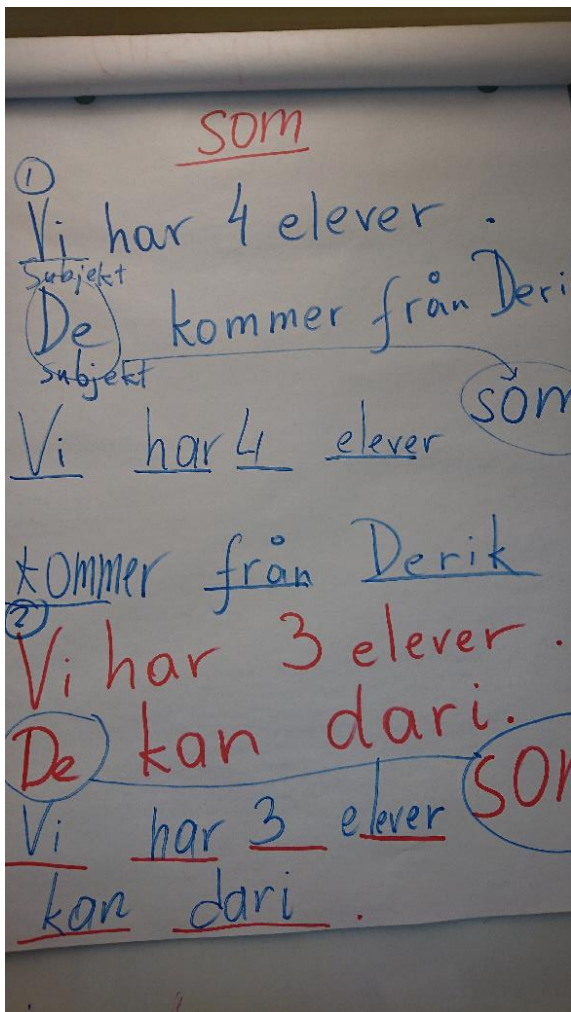 som
①
Vi har 4 elever.
Subjekt
De kommer från Deri
Subjekt
som
Vi har 4 elever
kommer från Derik
②
Vi har 3 elever.
De kan dari.
som
Vi har 3 elever
kan dari.